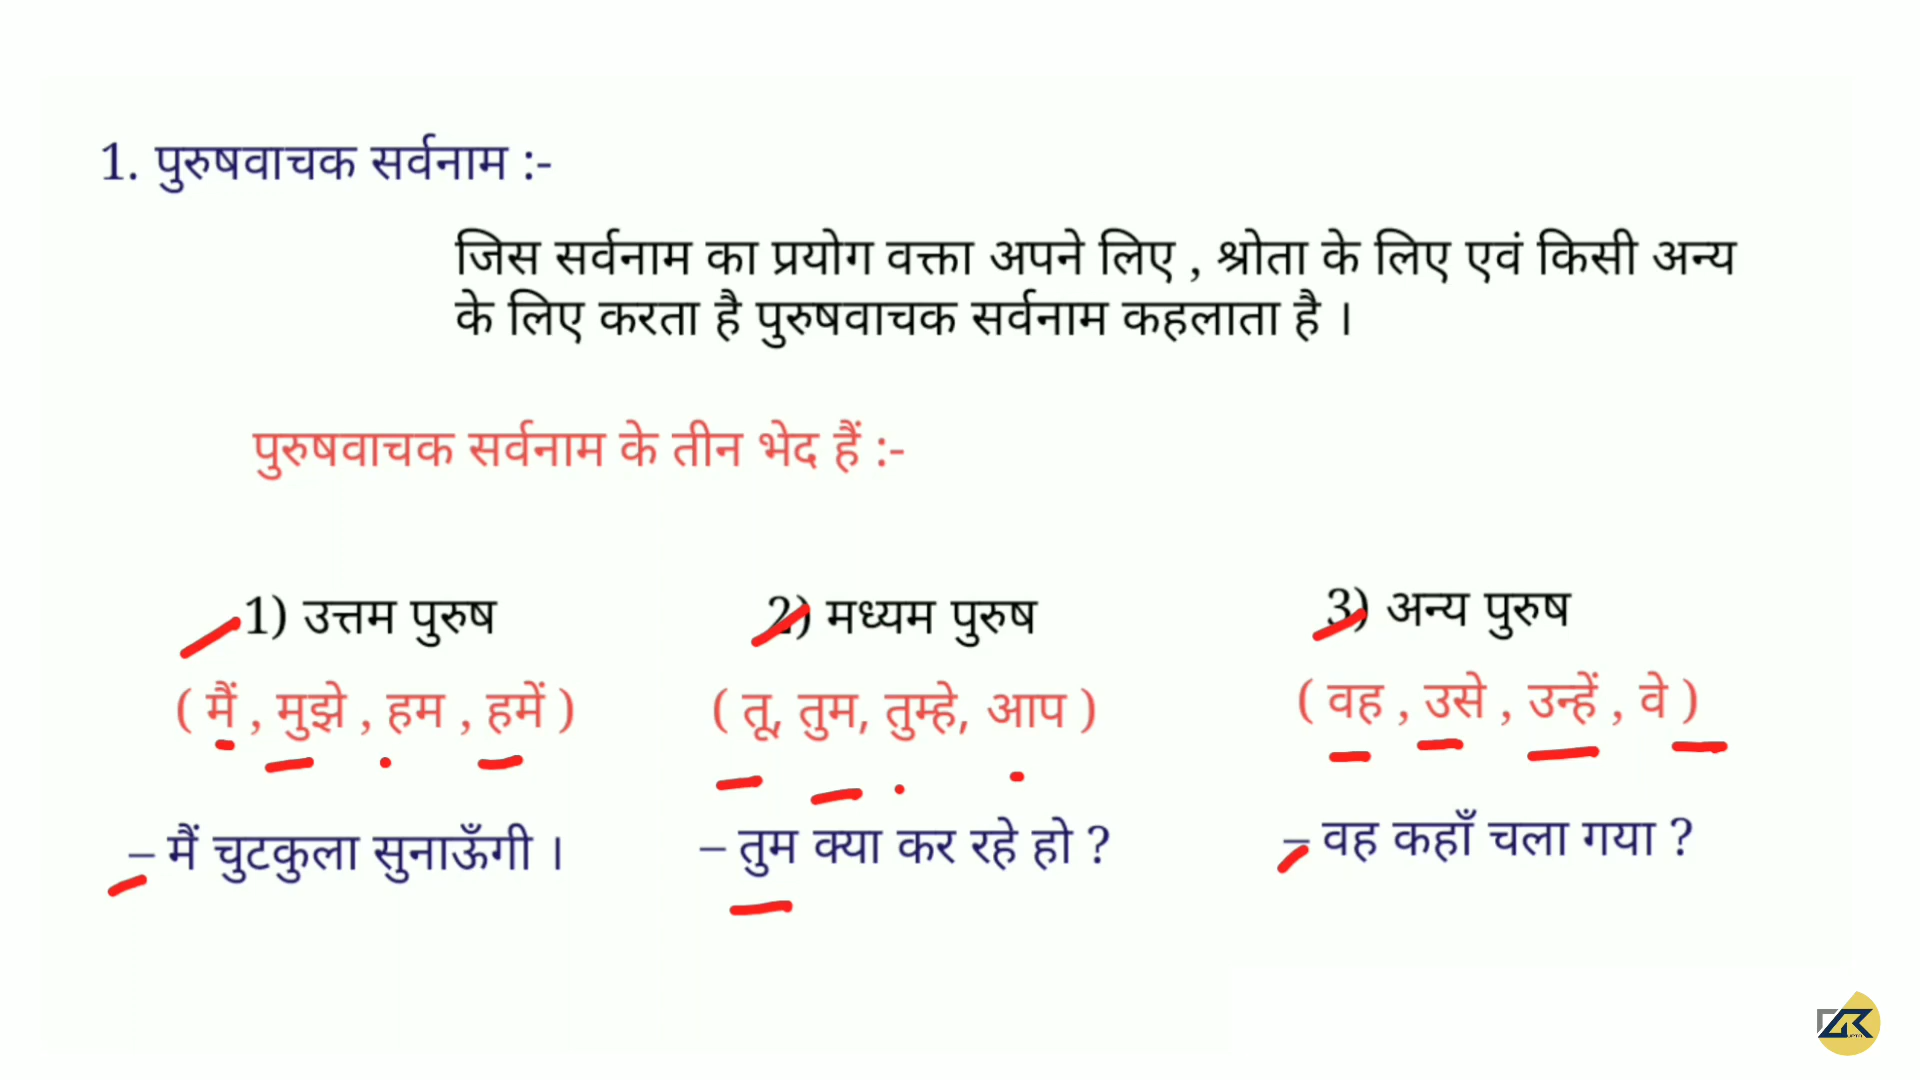 1. पुरुषवाचक सर्वनाम :-
जिस सर्वनाम का प्रयोग वक्ता अपने लिए , श्रोता के लिए एवं किसी अन्य
के लिए करता है पुरुषवाचक सर्वनाम कहलाता है ।
पुरुषवाचक सर्वनाम के तीन भेद हैं :-
1) उत्तम पुरुष
( मैं , मुझे , हम , हमें )
– मैं चुटकुला सुनाऊँगी ।
2) मध्यम पुरुष
( तू, तुम, तुम्हे, आप )
– तुम क्या कर रहे हो ?
3) अन्य पुरुष
( वह , उसे , उन्हें , वे )
– वह कहाँ चला गया ?